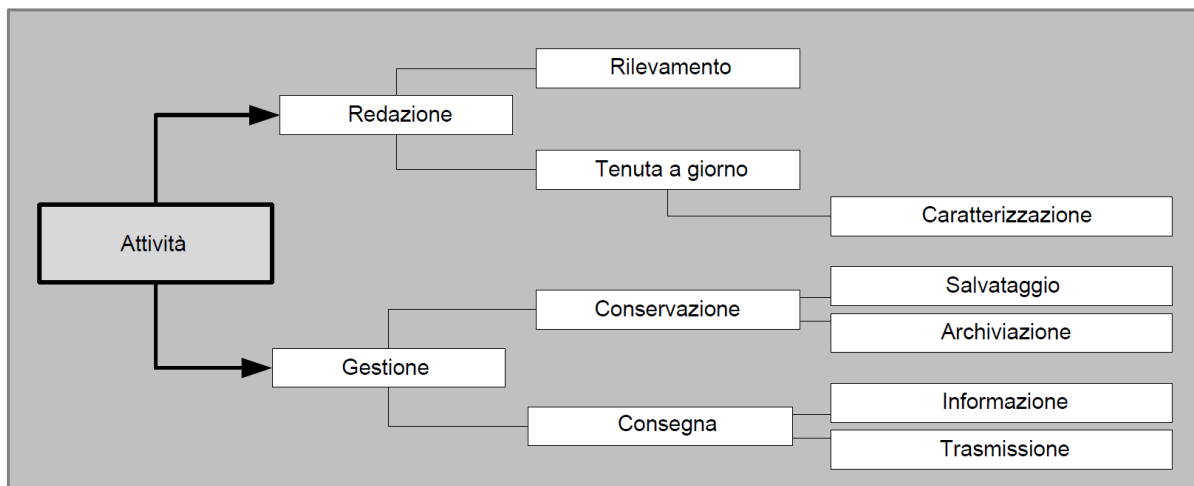 Rilevamento
Redazione
Tenuta a giorno
Caratterizzazione
Attività
Salvataggio
Conservazione
Archiviazione
Gestione
Informazione
Consegna
Trasmissione